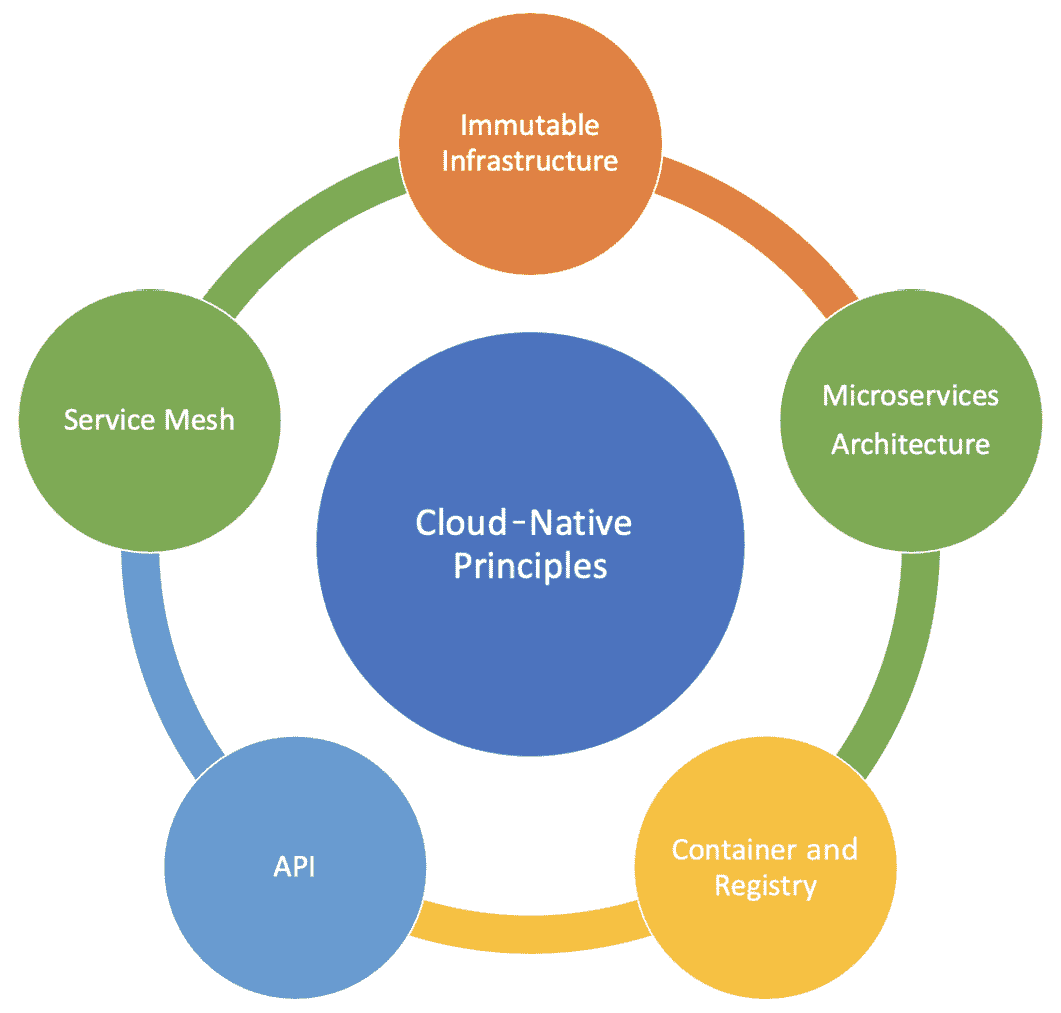 Immutable
Infrastructure
Microservices
Architecture
Service Mesh
Cloud-Native
Principles
Container and
Registry
API